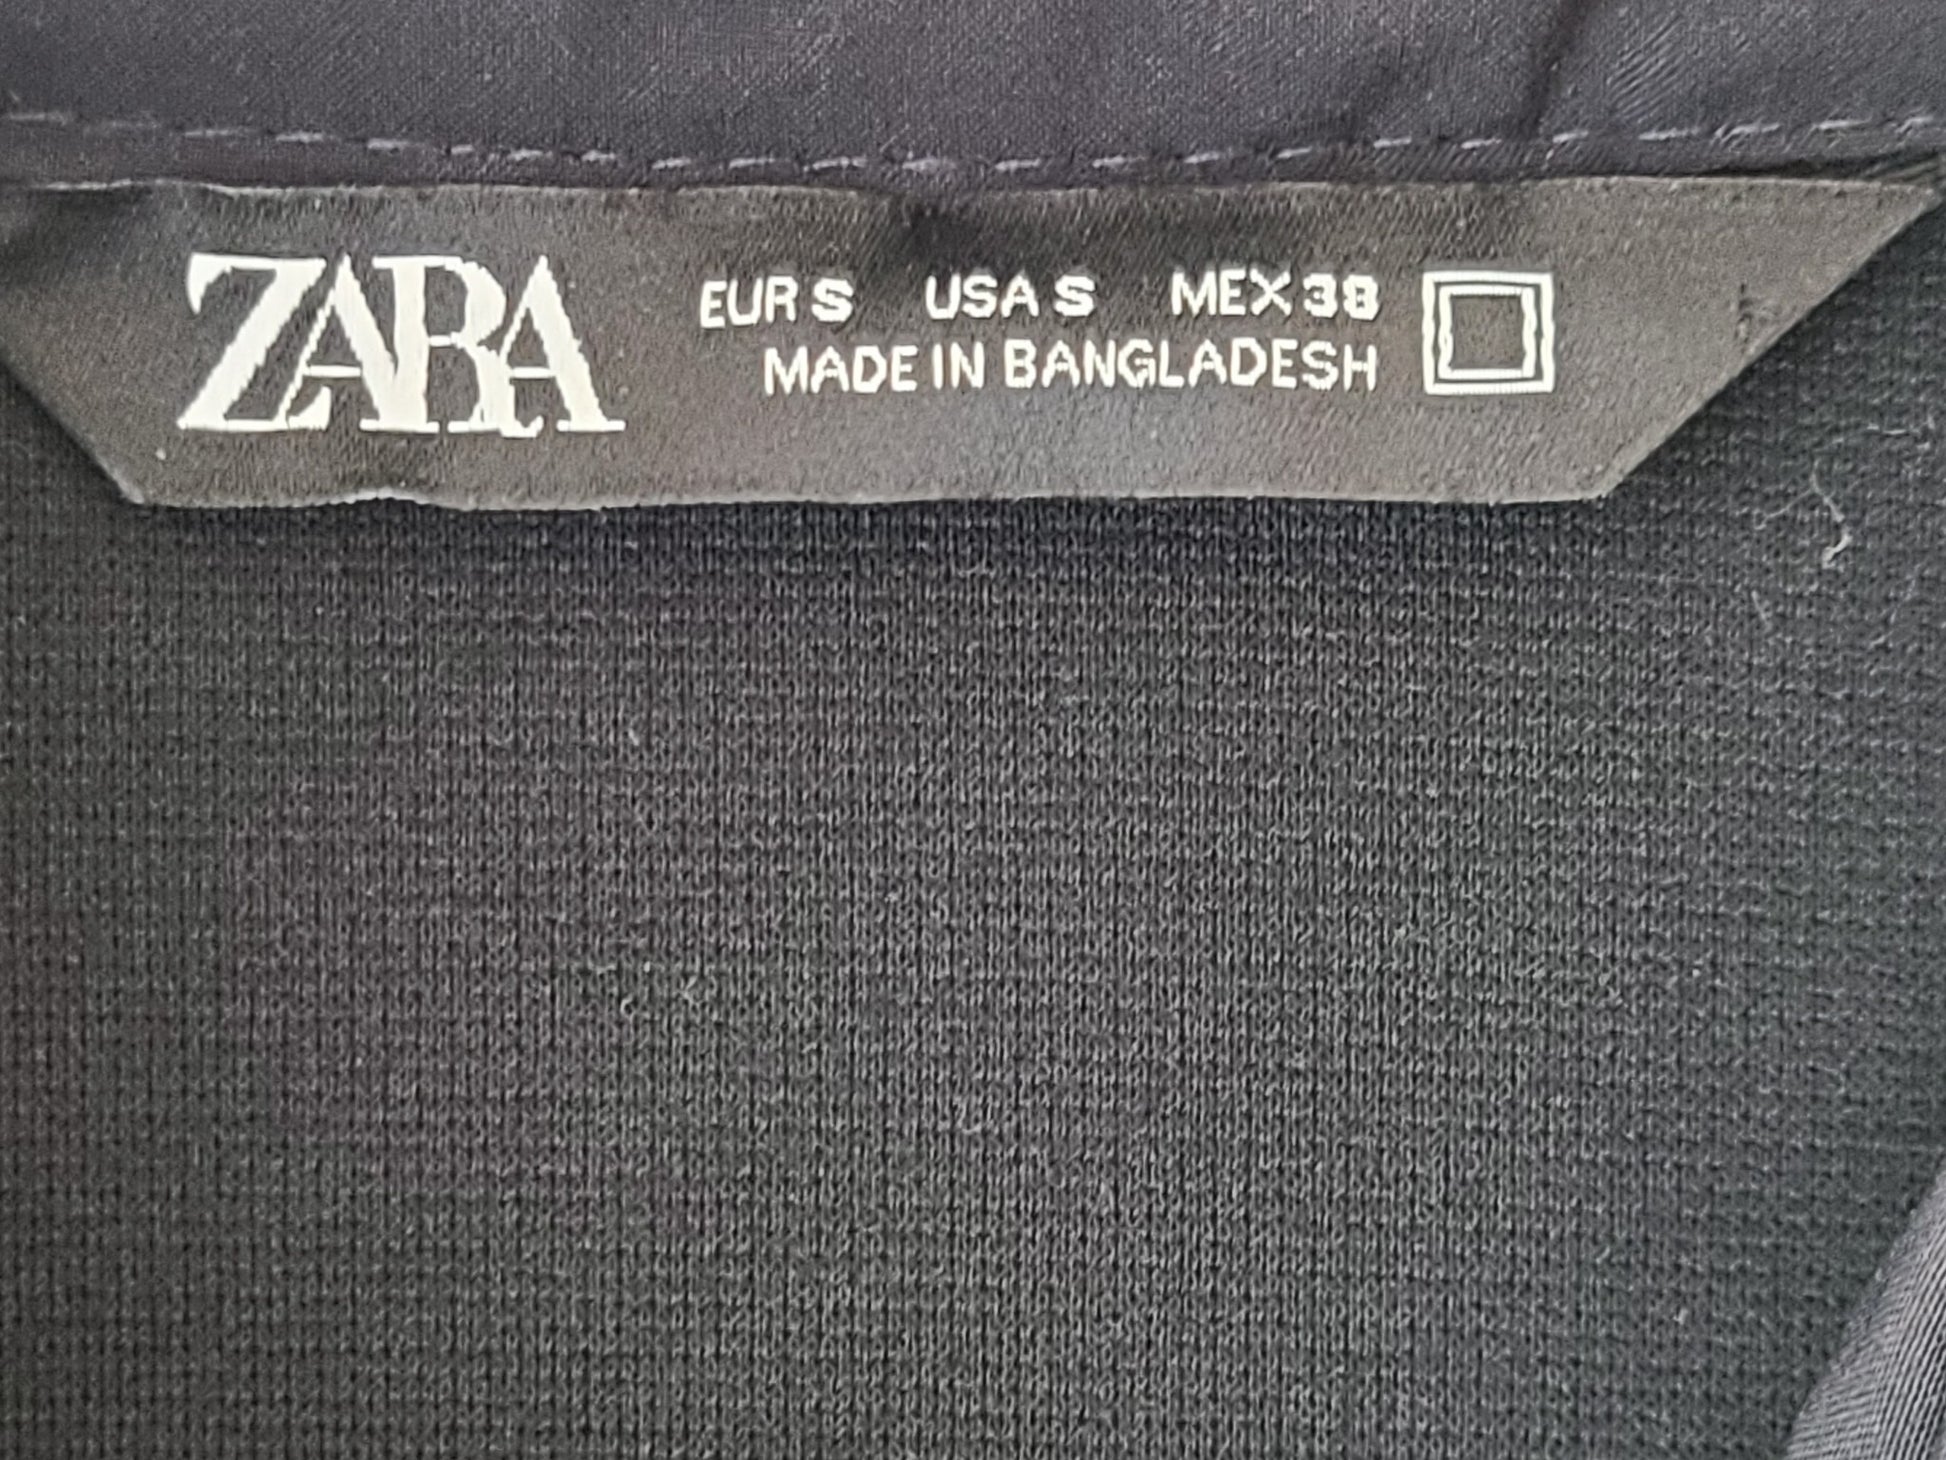 ZARA
EUR S USA S MEX 38
MADE IN BANGLADESH